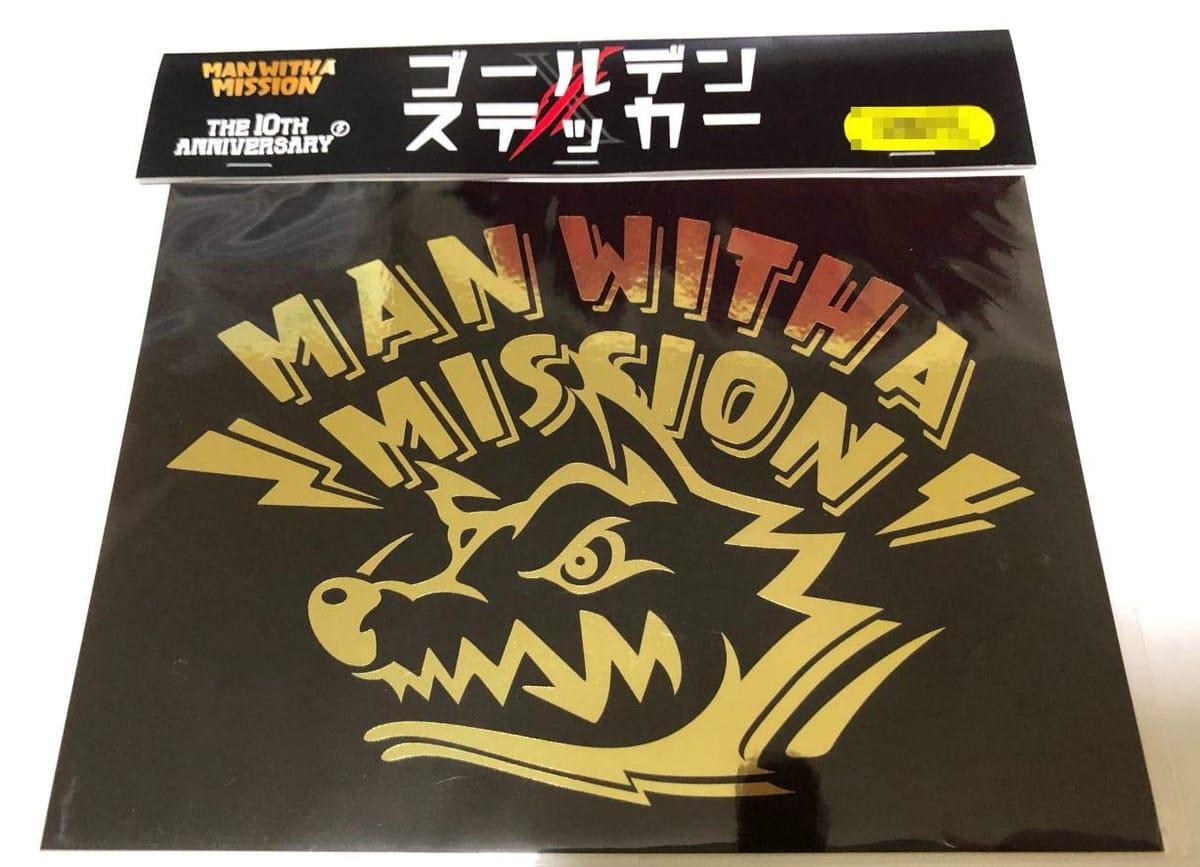 MAN WITH A
MISSION
THE 10TH
ANNIVERSARY
ゴールデン
ステッカー
MAN WITH A
MISSION